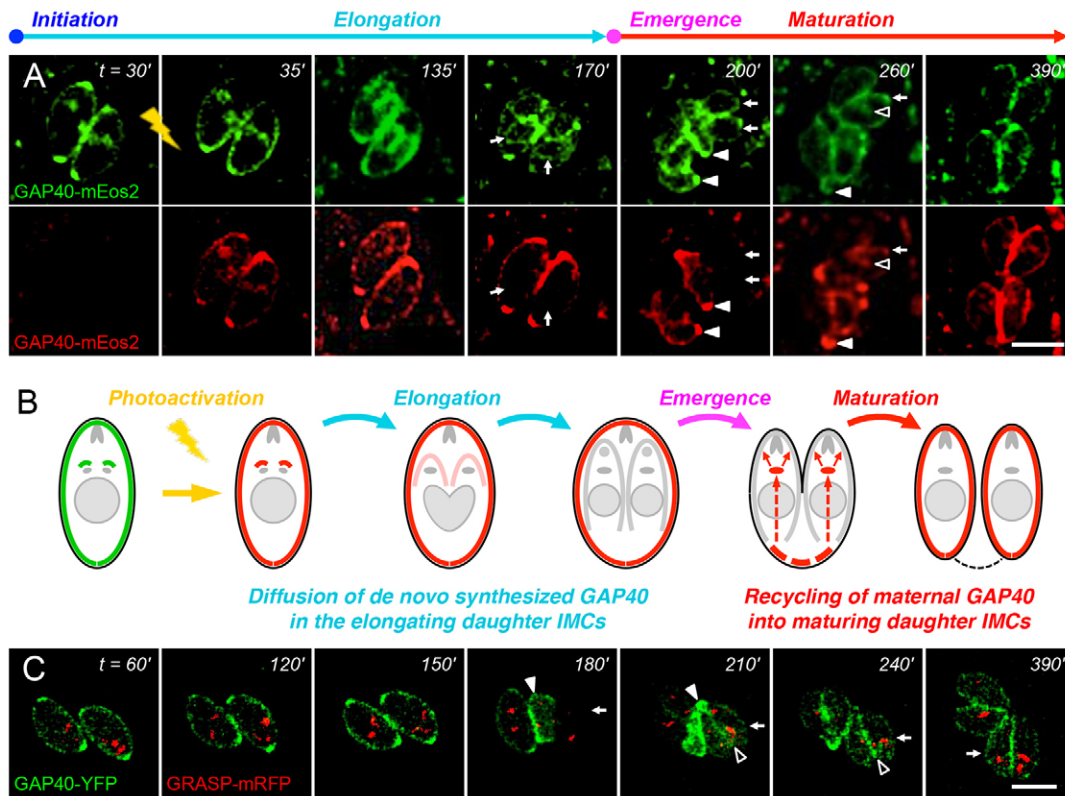 Initiation Elongation Emergence Maturation
A t = 30' 35' 135' 170' 200' 260' 390'
GAP40-mEos2
GAP40-mEos2
B Photoactivation Elongation Emergence Maturation
Diffusion of de novo synthesized GAP40
in the elongating daughter IMCs
Recycling of maternal GAP40
into maturing daughter IMCs
C t = 60' 120' 150' 180' 210' 240' 390'
GAP40-YFP GRASP-mRFP